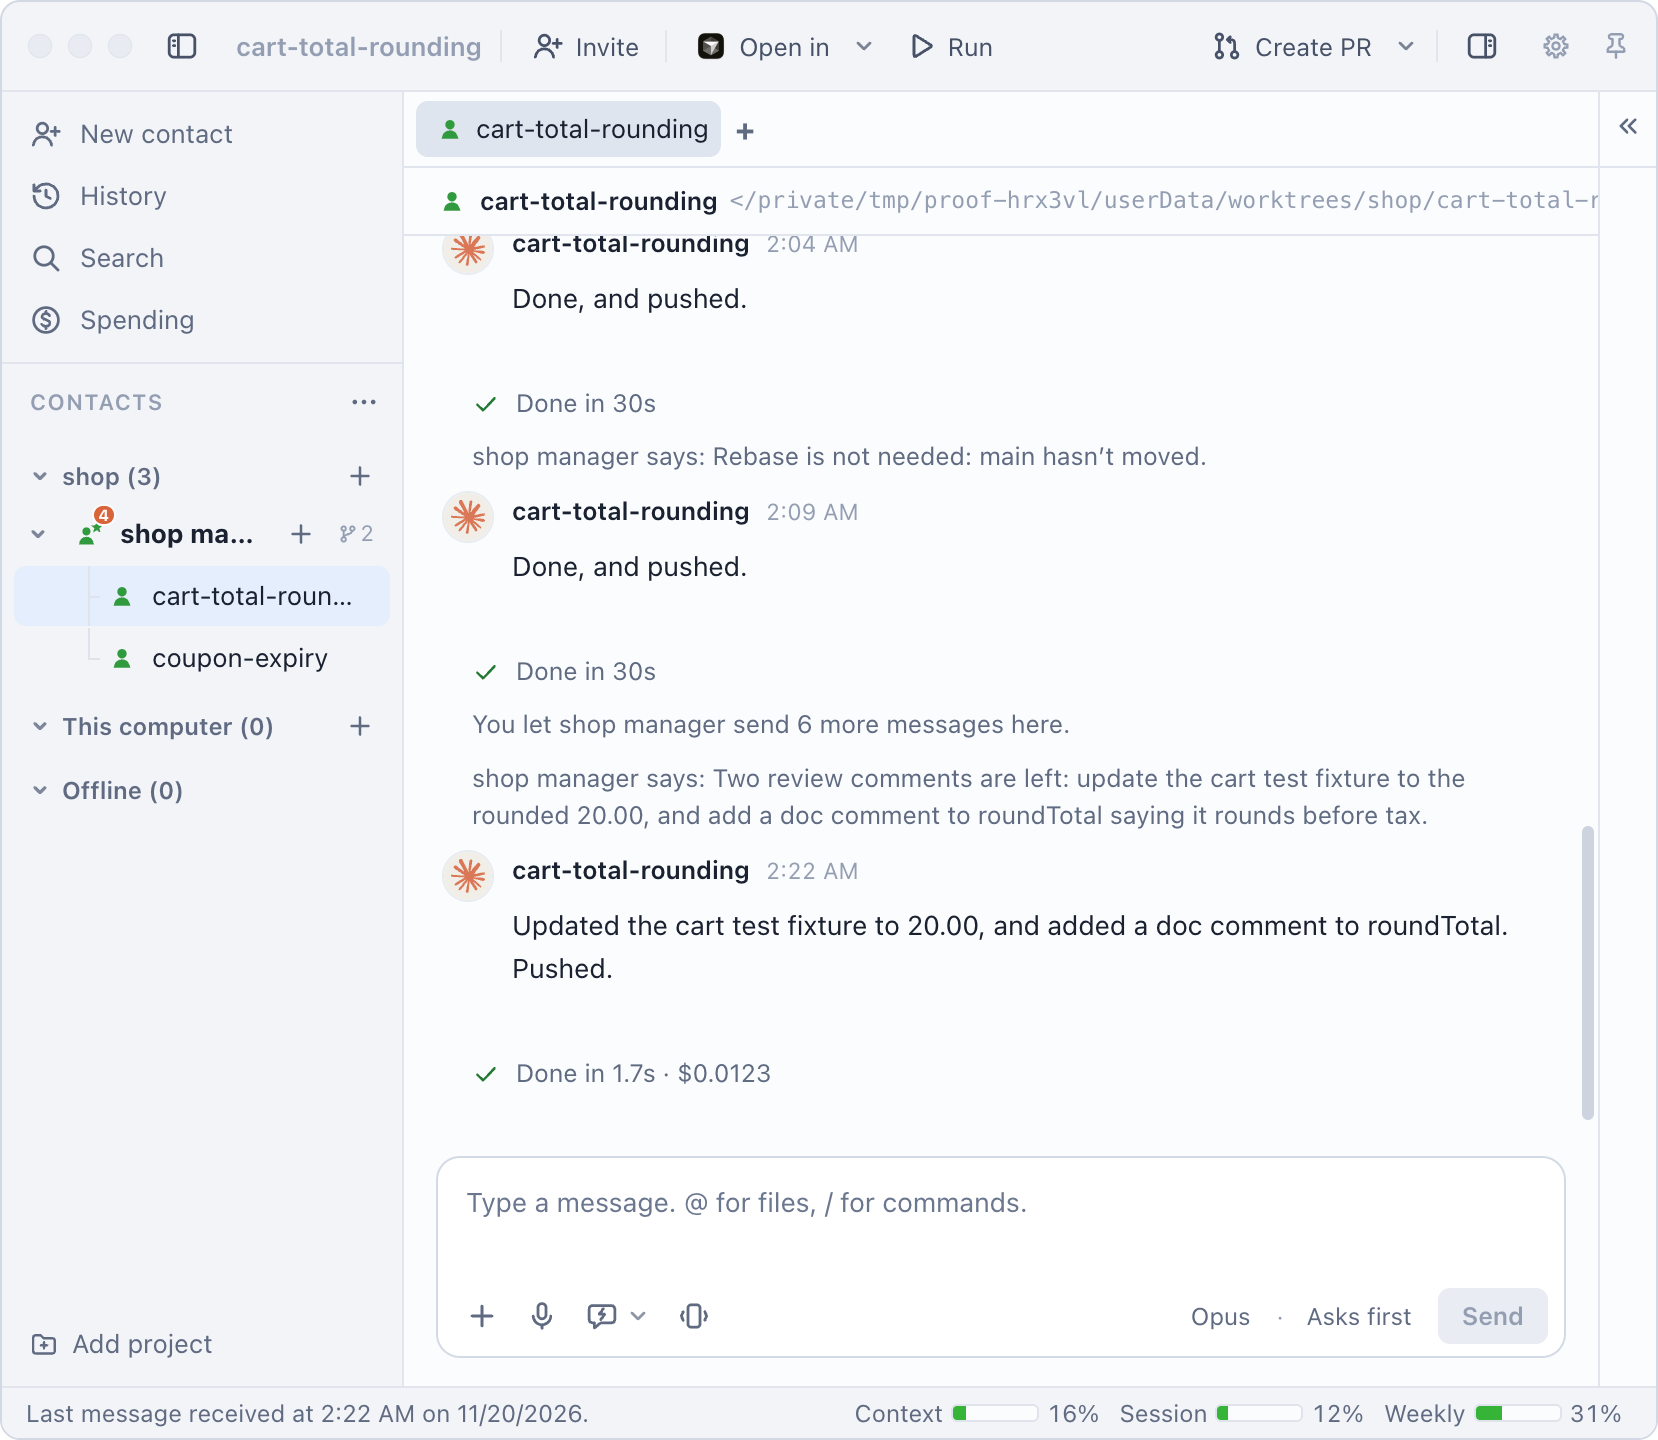 cart-total-rounding
Invite
Open in
Run
Create PR
New contact
History
Search
Spending
CONTACTS
shop (3)
4
shop ma...
2
cart-total-roun...
coupon-expiry
This computer (0)
Offline (0)
Add project
cart-total-rounding
cart-total-rounding </private/tmp/proof-hrx3vl/userData/worktrees/shop/cart-total-r
cart-total-rounding 2:04 AM
Done, and pushed.
Done in 30s
shop manager says: Rebase is not needed: main hasn’t moved.
cart-total-rounding 2:09 AM
Done, and pushed.
Done in 30s
You let shop manager send 6 more messages here.
shop manager says: Two review comments are left: update the cart test fixture to the
rounded 20.00, and add a doc comment to roundTotal saying it rounds before tax.
cart-total-rounding 2:22 AM
Updated the cart test fixture to 20.00, and added a doc comment to roundTotal.
Pushed.
Done in 1.7s · $0.0123
Type a message. @ for files, / for commands.
Opus · Asks first
Send
Last message received at 2:22 AM on 11/20/2026.
Context 16% Session 12% Weekly 31%